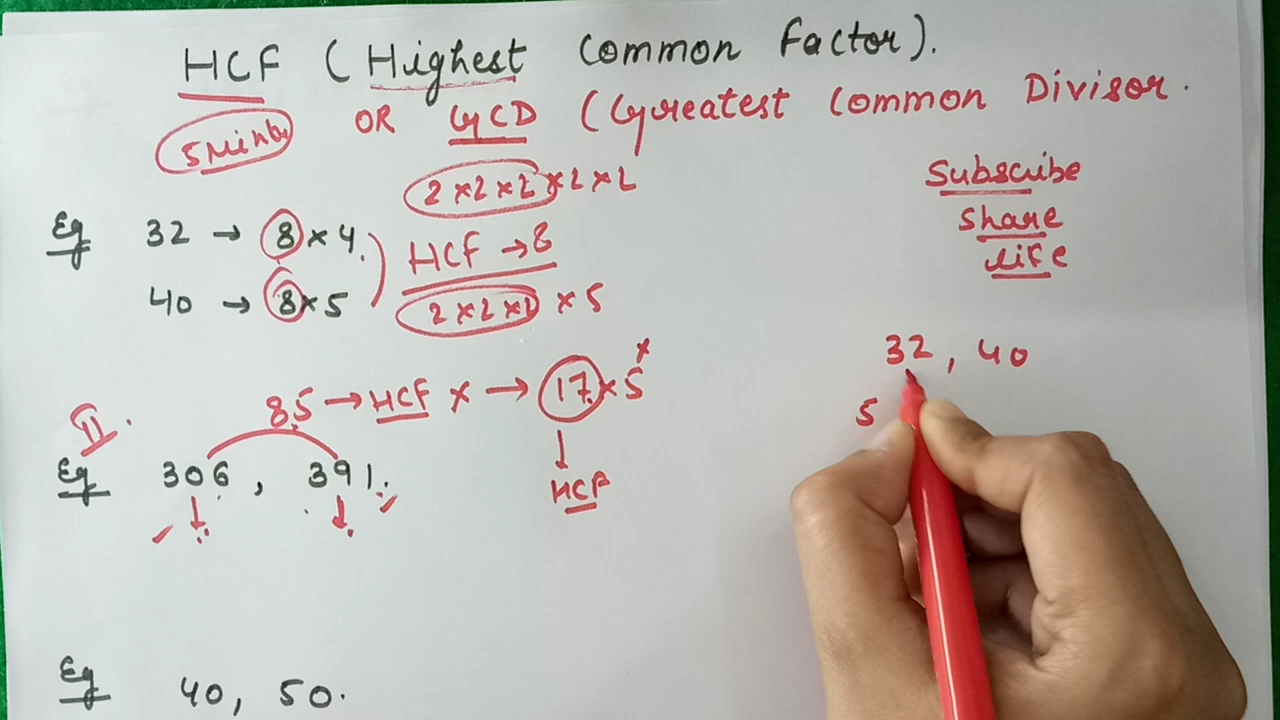 HCF (Highest Common Factor).
OR GCD (Greatest Common Divisor.
5 Mints
2×2×2×2×2
Subscribe
Share
like
Eg 32 → 8×4.
HCF → 8
40 → 8×5
2×2×2 ×5
32, 40
5
II.
85 → HCF × → 17×5 ×
Eg 306, 391.
↓ ↓
↓
HCF
Eg 40, 50.